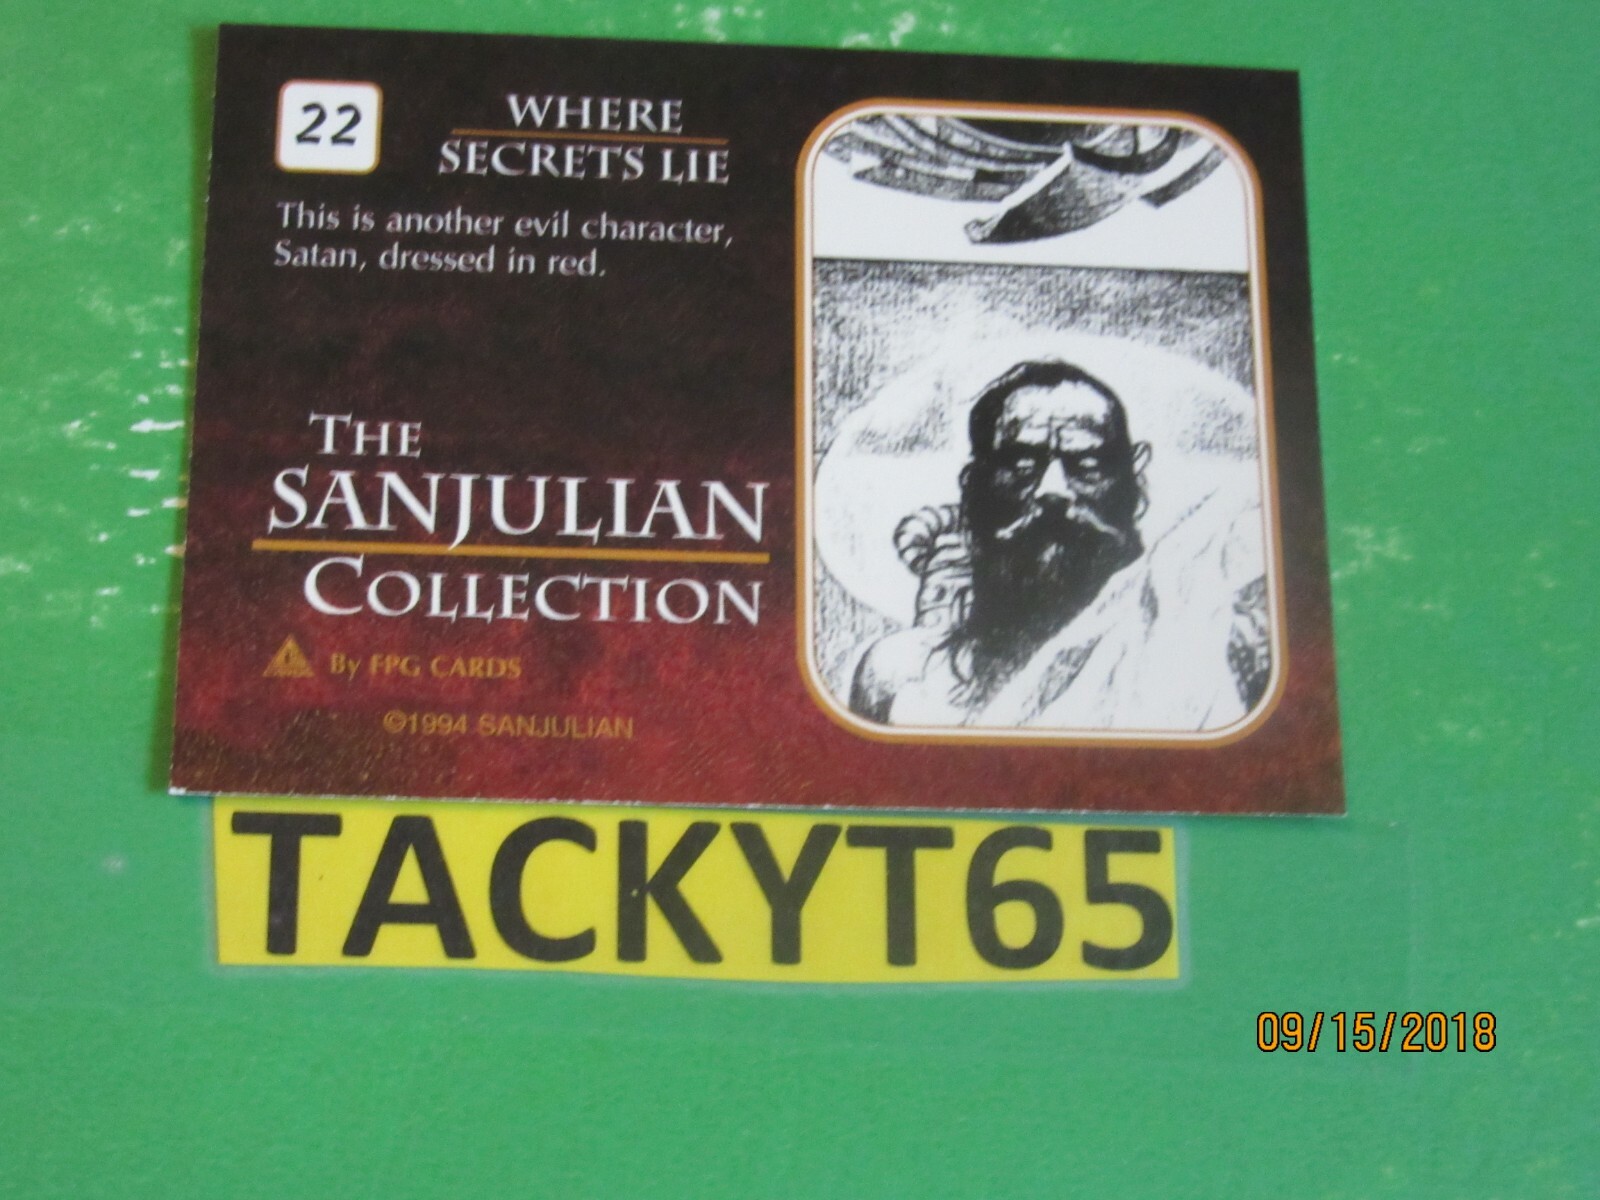 22
WHERE
SECRETS LIE
This is another evil character,
Satan, dressed in red.
THE
SANJULIAN
COLLECTION
By FPG CARDS
©1994 SANJULIAN
TACKYT65
09/15/2018